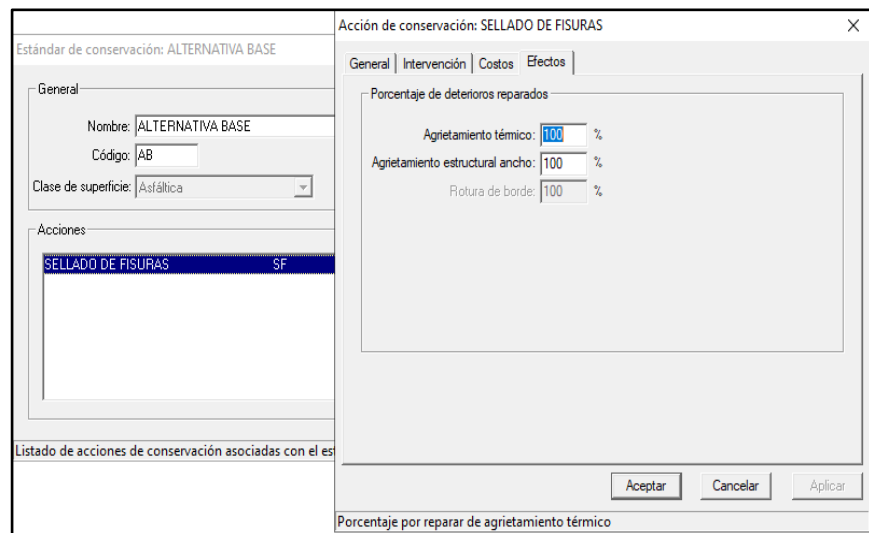 Estándar de conservación: ALTERNATIVA BASE
General
Nombre: ALTERNATIVA BASE
Código: AB
Clase de superficie: Asfáltica
Acciones
SELLADO DE FISURAS SF
Listado de acciones de conservación asociadas con el es
Acción de conservación: SELLADO DE FISURAS
General Intervención Costos Efectos
Porcentaje de deterioros reparados
Agrietamiento térmico: 100 %
Agrietamiento estructural ancho: 100 %
Rotura de borde: 100 %
Aceptar Cancelar Aplicar
Porcentaje por reparar de agrietamiento térmico